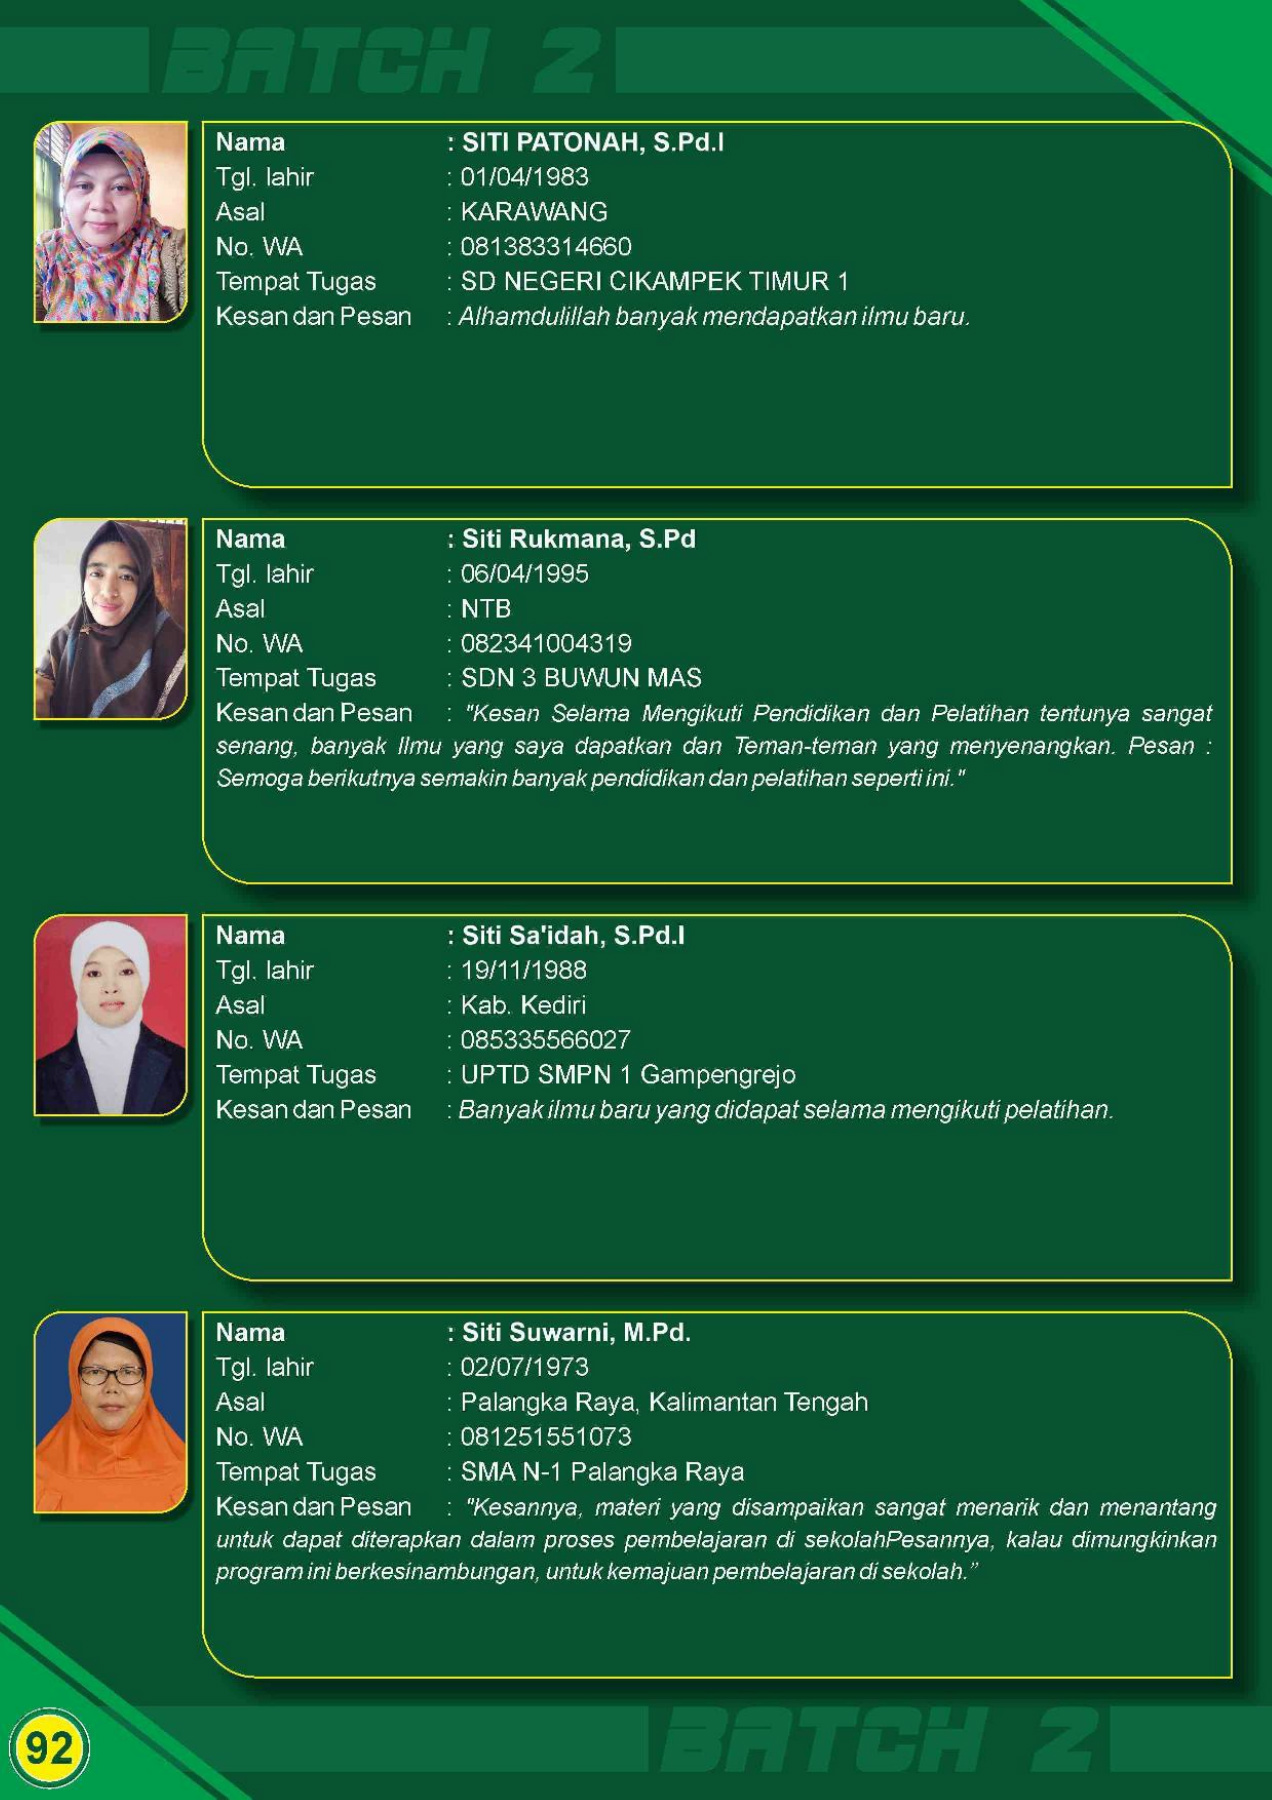 BATCH 2
Nama : SITI PATONAH, S.Pd.I
Tgl. lahir : 01/04/1983
Asal : KARAWANG
No. WA : 081383314660
Tempat Tugas : SD NEGERI CIKAMPEK TIMUR 1
Kesan dan Pesan : Alhamdulillah banyak mendapatkan ilmu baru.
Nama : Siti Rukmana, S.Pd
Tgl. lahir : 06/04/1995
Asal : NTB
No. WA : 082341004319
Tempat Tugas : SDN 3 BUWUN MAS
Kesan dan Pesan : "Kesan Selama Mengikuti Pendidikan dan Pelatihan tentunya sangat
senang, banyak Ilmu yang saya dapatkan dan Teman-teman yang menyenangkan. Pesan :
Semoga berikutnya semakin banyak pendidikan dan pelatihan seperti ini."
Nama : Siti Sa'idah, S.Pd.I
Tgl. lahir : 19/11/1988
Asal : Kab. Kediri
No. WA : 085335566027
Tempat Tugas : UPTD SMPN 1 Gampengrejo
Kesan dan Pesan : Banyak ilmu baru yang didapat selama mengikuti pelatihan.
Nama : Siti Suwarni, M.Pd.
Tgl. lahir : 02/07/1973
Asal : Palangka Raya, Kalimantan Tengah
No. WA : 081251551073
Tempat Tugas : SMA N-1 Palangka Raya
Kesan dan Pesan : "Kesannya, materi yang disampaikan sangat menarik dan menantang
untuk dapat diterapkan dalam proses pembelajaran di sekolahPesannya, kalau dimungkinkan
program ini berkesinambungan, untuk kemajuan pembelajaran di sekolah.”
92
BATCH 2